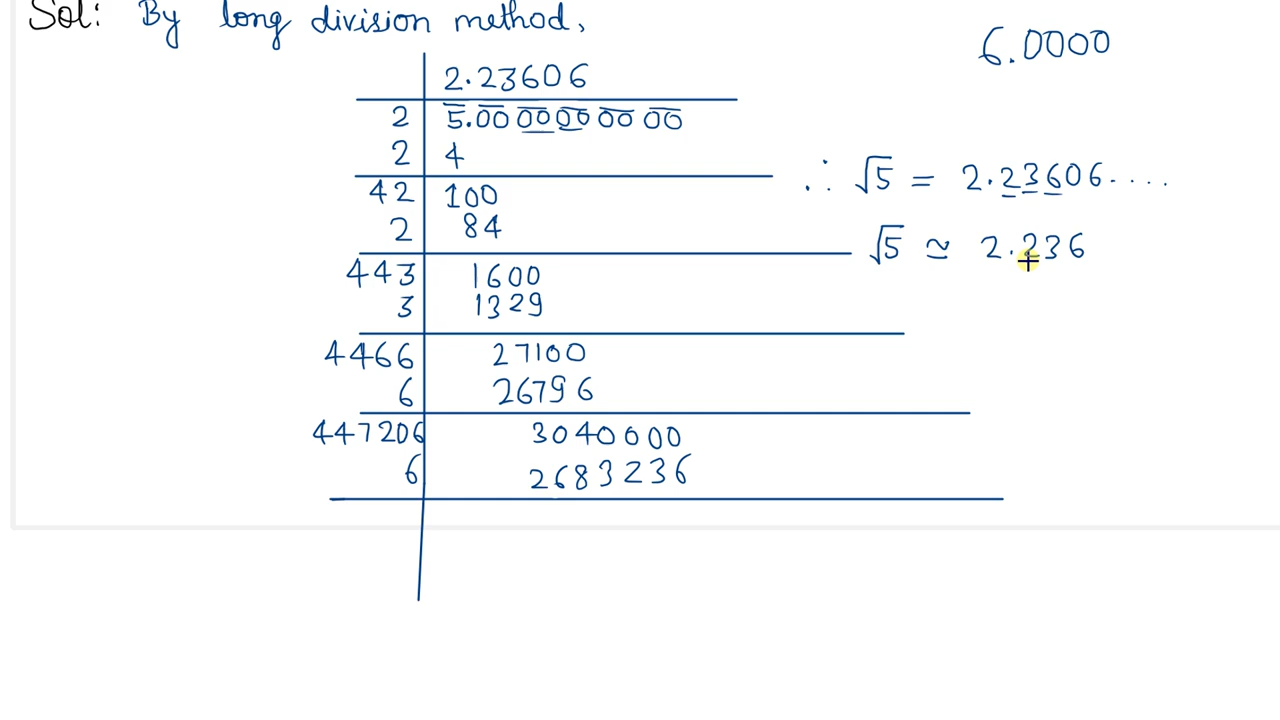 Sol: By long division method,
6.0000
2.23606
2 5.00 00 00 00 00
2 4
∴ √5 = 2.23606....
42 100
2 84
√5 ≃ 2.236
443 1600
3 1329
4466 27100
6 26796
447206 3040000
6 2683236